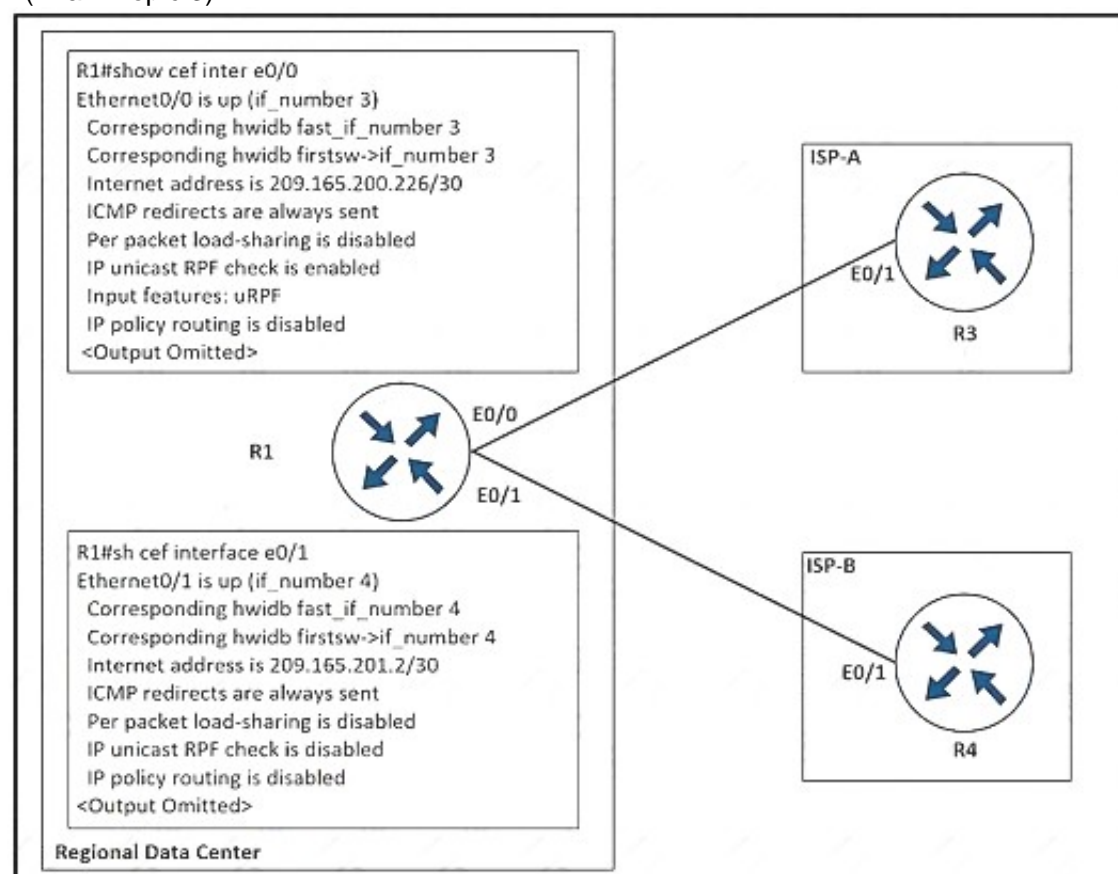 R1#show cef inter e0/0
Ethernet0/0 is up (if_number 3)
Corresponding hwidb fast_if_number 3
Corresponding hwidb firstsw->if_number 3
Internet address is 209.165.200.226/30
ICMP redirects are always sent
Per packet load-sharing is disabled
IP unicast RPF check is enabled
Input features: uRPF
IP policy routing is disabled
<Output Omitted>
ISP-A
E0/1
R3
E0/0
R1
E0/1
R1#sh cef interface e0/1
Ethernet0/1 is up (if_number 4)
Corresponding hwidb fast_if_number 4
Corresponding hwidb firstsw->if_number 4
Internet address is 209.165.201.2/30
ICMP redirects are always sent
Per packet load-sharing is disabled
IP unicast RPF check is disabled
IP policy routing is disabled
<Output Omitted>
ISP-B
E0/1
R4
Regional Data Center